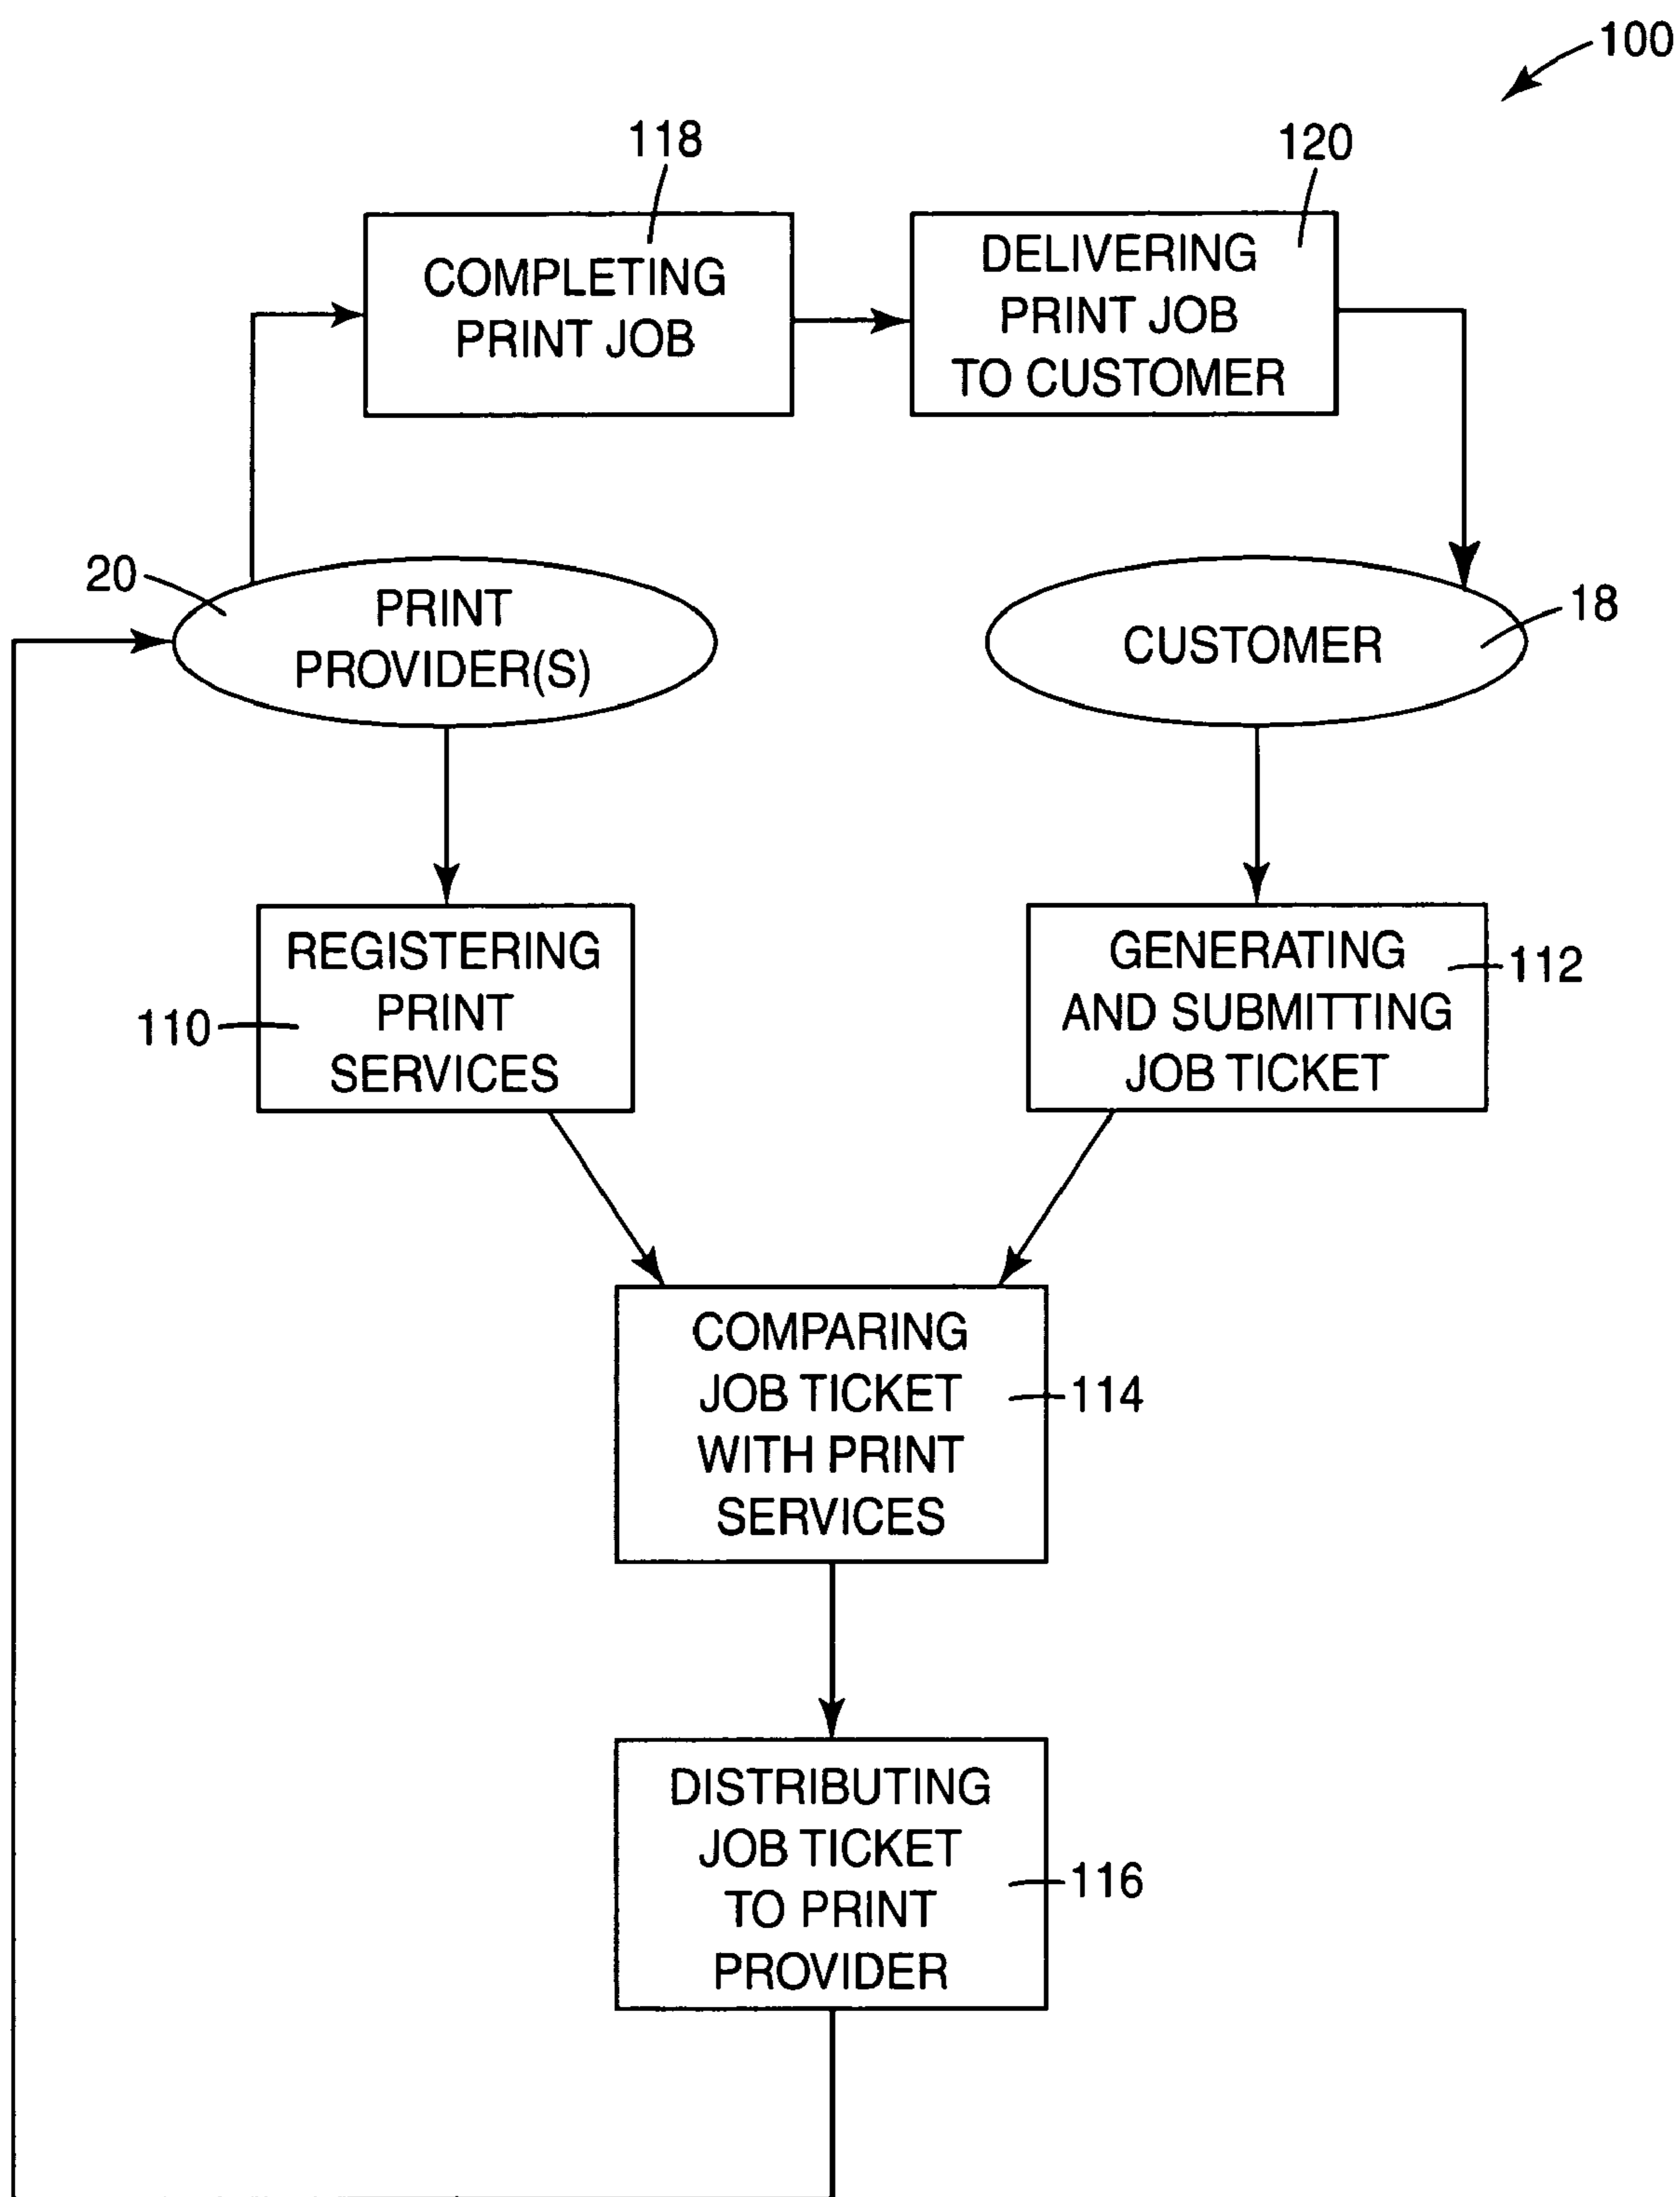 100
118
120
COMPLETING
PRINT JOB
DELIVERING
PRINT JOB
TO CUSTOMER
20
PRINT
PROVIDER(S)
CUSTOMER
18
REGISTERING
PRINT
SERVICES
110
GENERATING
AND SUBMITTING
JOB TICKET
112
COMPARING
JOB TICKET
WITH PRINT
SERVICES
114
DISTRIBUTING
JOB TICKET
TO PRINT
PROVIDER
116